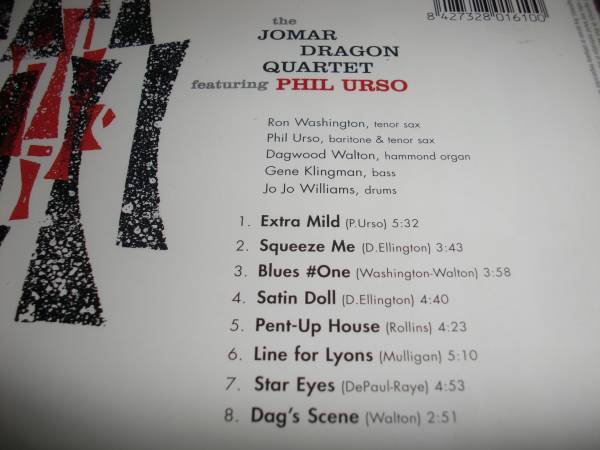 8 427328 016100
the
JOMAR
DRAGON
QUARTET
featuring PHIL URSO
Ron Washington, tenor sax
Phil Urso, baritone & tenor sax
Dagwood Walton, hammond organ
Gene Klingman, bass
Jo Jo Williams, drums
1. Extra Mild (P.Urso) 5:32
2. Squeeze Me (D.Ellington) 3:43
3. Blues #One (Washington-Walton) 3:58
4. Satin Doll (D.Ellington) 4:40
5. Pent-Up House (Rollins) 4:23
6. Line for Lyons (Mulligan) 5:10
7. Star Eyes (DePaul-Raye) 4:53
8. Dag's Scene (Walton) 2:51